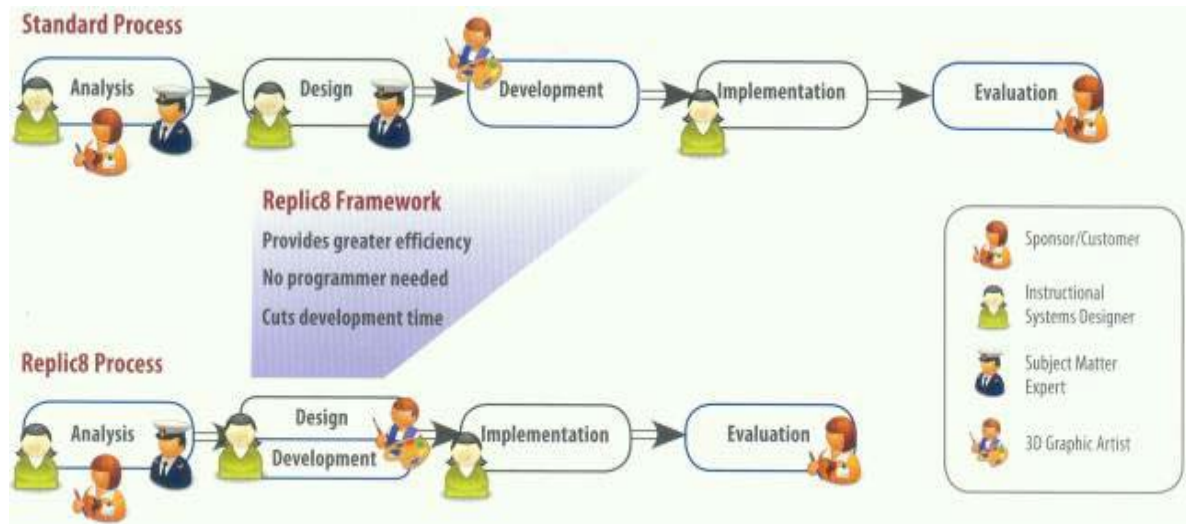 Standard Process
Analysis
Design
Development
Implementation
Evaluation
Replic8 Framework
Provides greater efficiency
No programmer needed
Cuts development time
Sponsor/Customer
Instructional
Systems Designer
Subject Matter
Expert
3D Graphic Artist
Replic8 Process
Analysis
Design
Development
Implementation
Evaluation